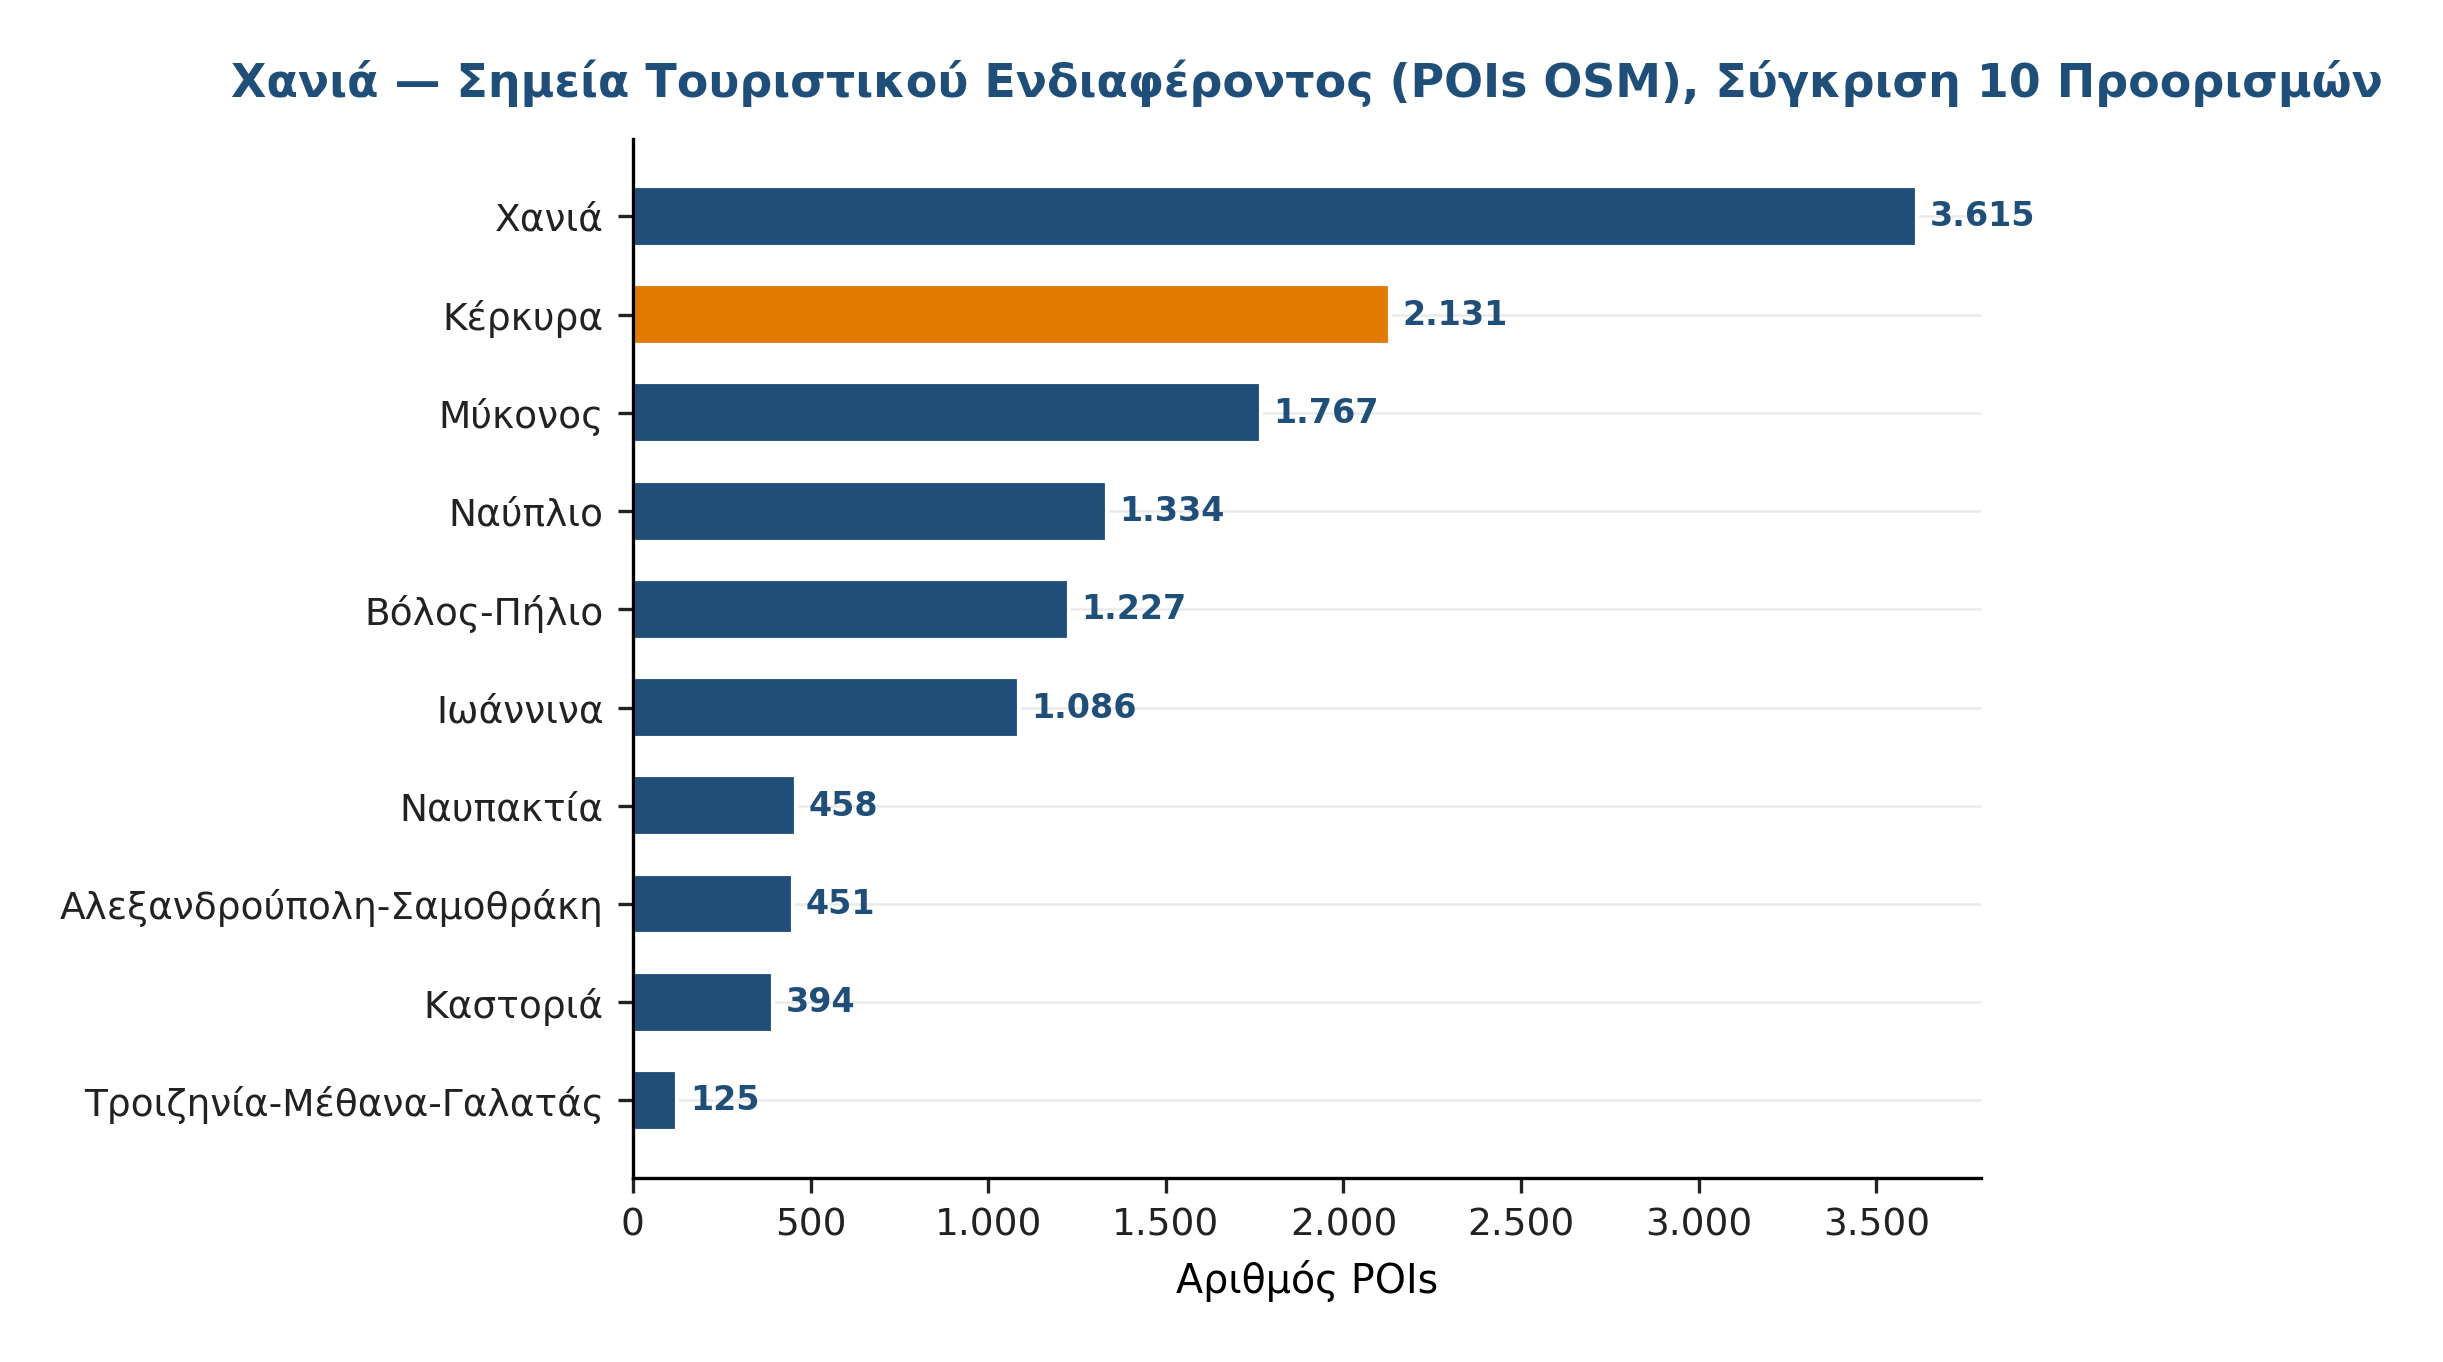 Χανιά — Σημεία Τουριστικού Ενδιαφέροντος (POIs OSM), Σύγκριση 10 Προορισμών
Χανιά 3.615
Κέρκυρα 2.131
Μύκονος 1.767
Ναύπλιο 1.334
Βόλος-Πήλιο 1.227
Ιωάννινα 1.086
Ναυπακτία 458
Αλεξανδρούπολη-Σαμοθράκη 451
Καστοριά 394
Τροιζηνία-Μέθανα-Γαλατάς 125
0 500 1.000 1.500 2.000 2.500 3.000 3.500
Αριθμός POIs